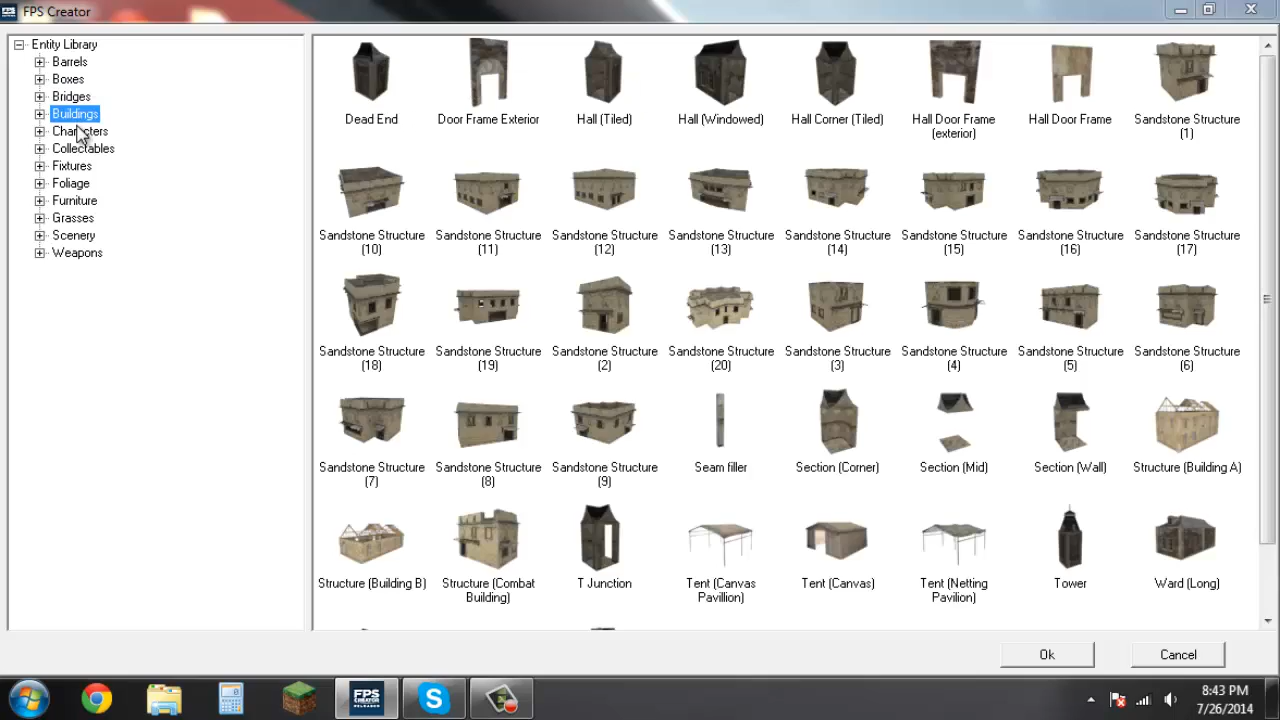 FPS Creator
Entity Library
Barrels
Boxes
Bridges
Buildings
Characters
Collectables
Fixtures
Foliage
Furniture
Grasses
Scenery
Weapons
Dead End
Door Frame Exterior
Hall (Tiled)
Hall (Windowed)
Hall Corner (Tiled)
Hall Door Frame
(exterior)
Hall Door Frame
Sandstone Structure
(1)
Sandstone Structure
(10)
Sandstone Structure
(11)
Sandstone Structure
(12)
Sandstone Structure
(13)
Sandstone Structure
(14)
Sandstone Structure
(15)
Sandstone Structure
(16)
Sandstone Structure
(17)
Sandstone Structure
(18)
Sandstone Structure
(19)
Sandstone Structure
(2)
Sandstone Structure
(20)
Sandstone Structure
(3)
Sandstone Structure
(4)
Sandstone Structure
(5)
Sandstone Structure
(6)
Sandstone Structure
(7)
Sandstone Structure
(8)
Sandstone Structure
(9)
Seam filler
Section (Corner)
Section (Mid)
Section (Wall)
Structure (Building A)
Structure (Building B)
Structure (Combat
Building)
T Junction
Tent (Canvas
Pavillion)
Tent (Canvas)
Tent (Netting
Pavilion)
Tower
Ward (Long)
Ok
Cancel
FPS
CREATOR
RELOADED
8:43 PM
7/26/2014